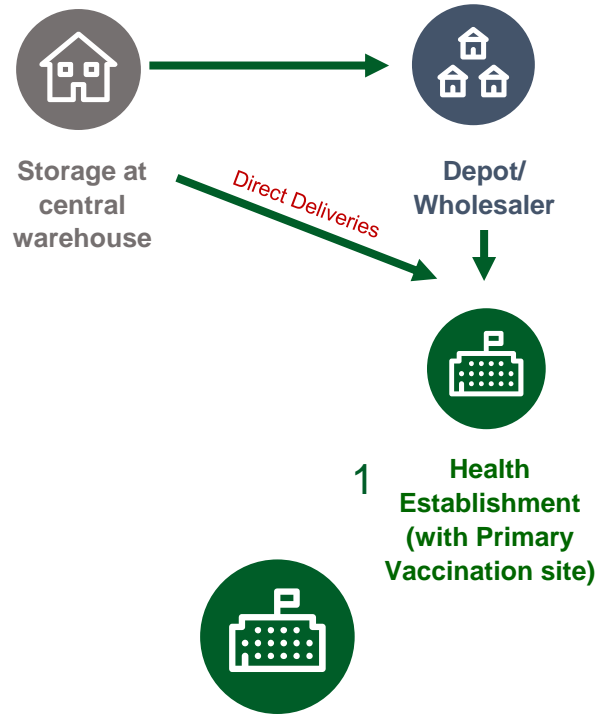 Storage at
central
warehouse
Depot/
Wholesaler
Direct Deliveries
1
Health
Establishment
(with Primary
Vaccination site)